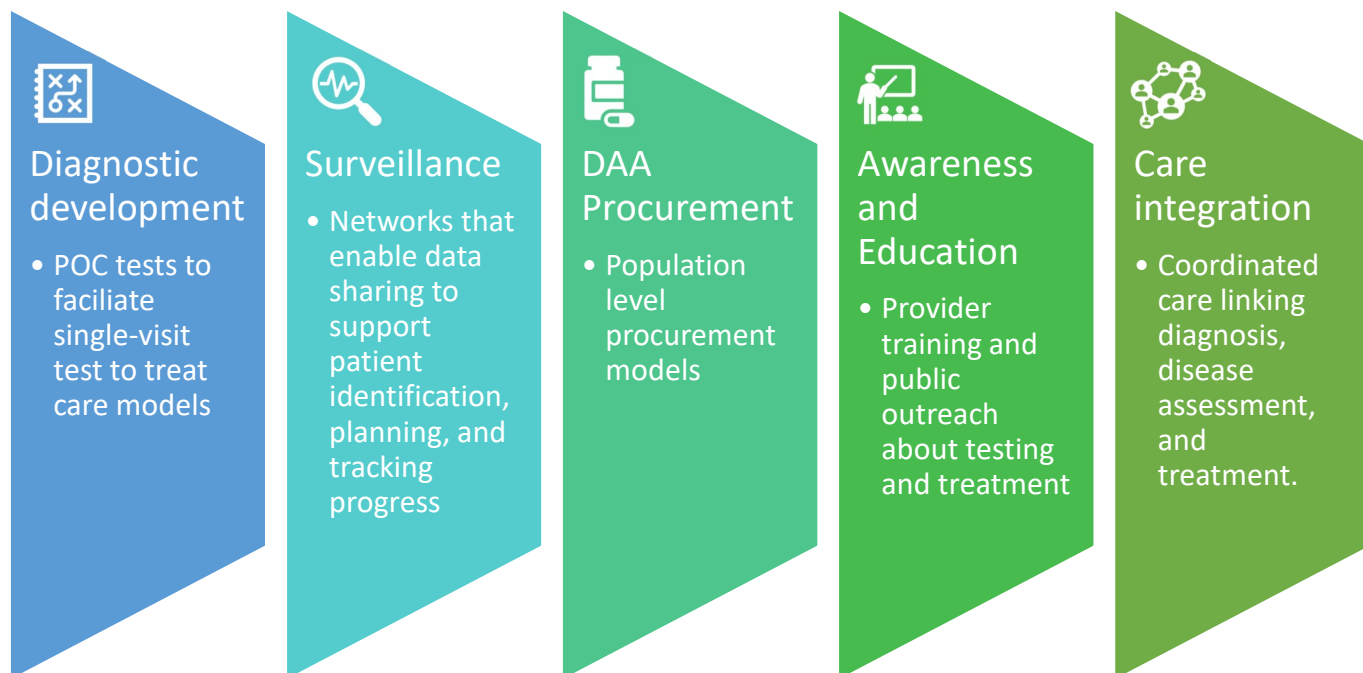 Diagnostic
development
• POC tests to
faciliate
single-visit
test to treat
care models
Surveillance
• Networks that
enable data
sharing to
support
patient
identification,
planning, and
tracking
progress
DAA
Procurement
• Population
level
procurement
models
Awareness
and
Education
• Provider
training and
public
outreach
about testing
and treatment
Care
integration
• Coordinated
care linking
diagnosis,
disease
assessment,
and
treatment.